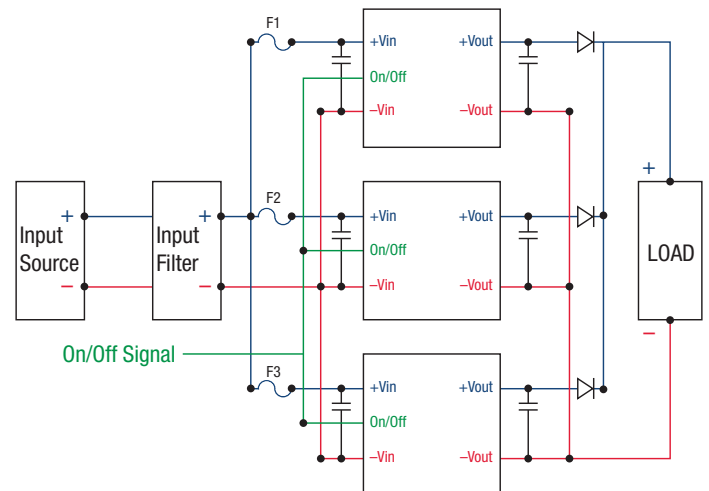 F1
+Vin
+Vout
On/Off
–Vin
–Vout
F2
+Vin
+Vout
On/Off
–Vin
–Vout
+
–
Input
Source
+
–
Input
Filter
+
LOAD
–
On/Off Signal
F3
+Vin
+Vout
On/Off
–Vin
–Vout